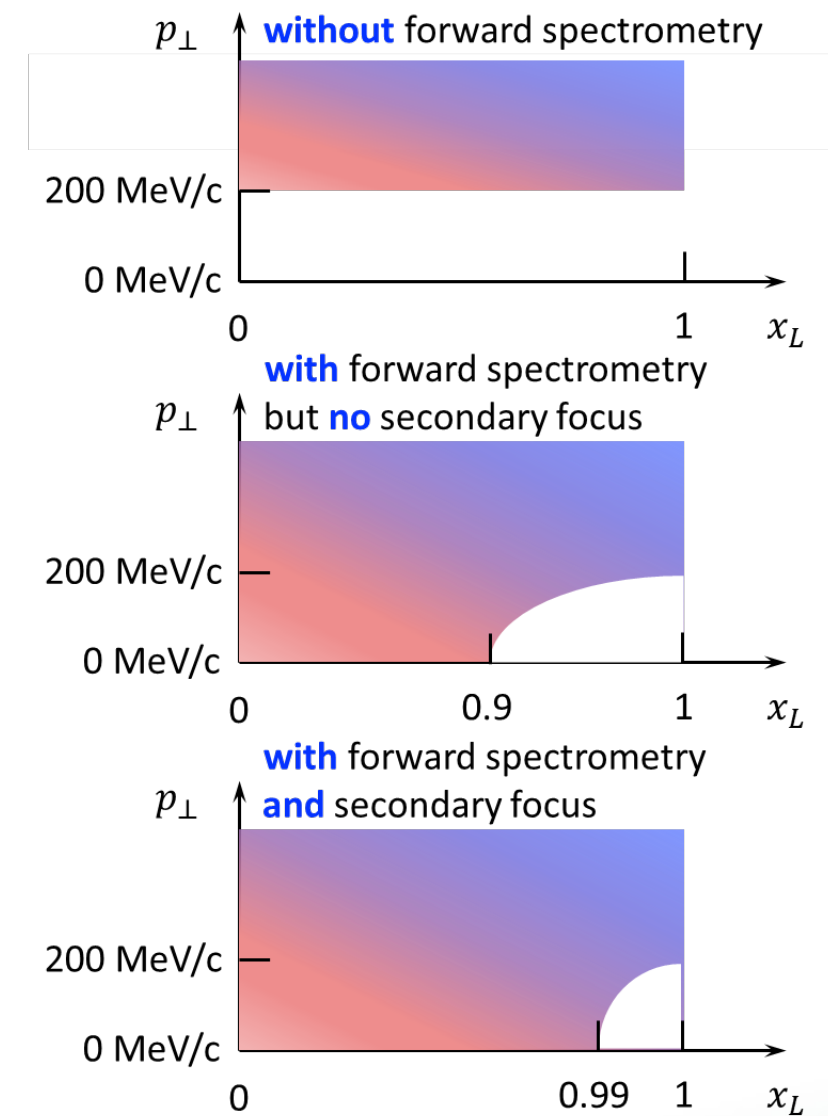 p⊥ without forward spectrometry
200 MeV/c
0 MeV/c
0 1 x_L
with forward spectrometry
p⊥ but no secondary focus
200 MeV/c
0 MeV/c
0 0.9 1 x_L
with forward spectrometry
p⊥ and secondary focus
200 MeV/c
0 MeV/c
0 0.99 1 x_L